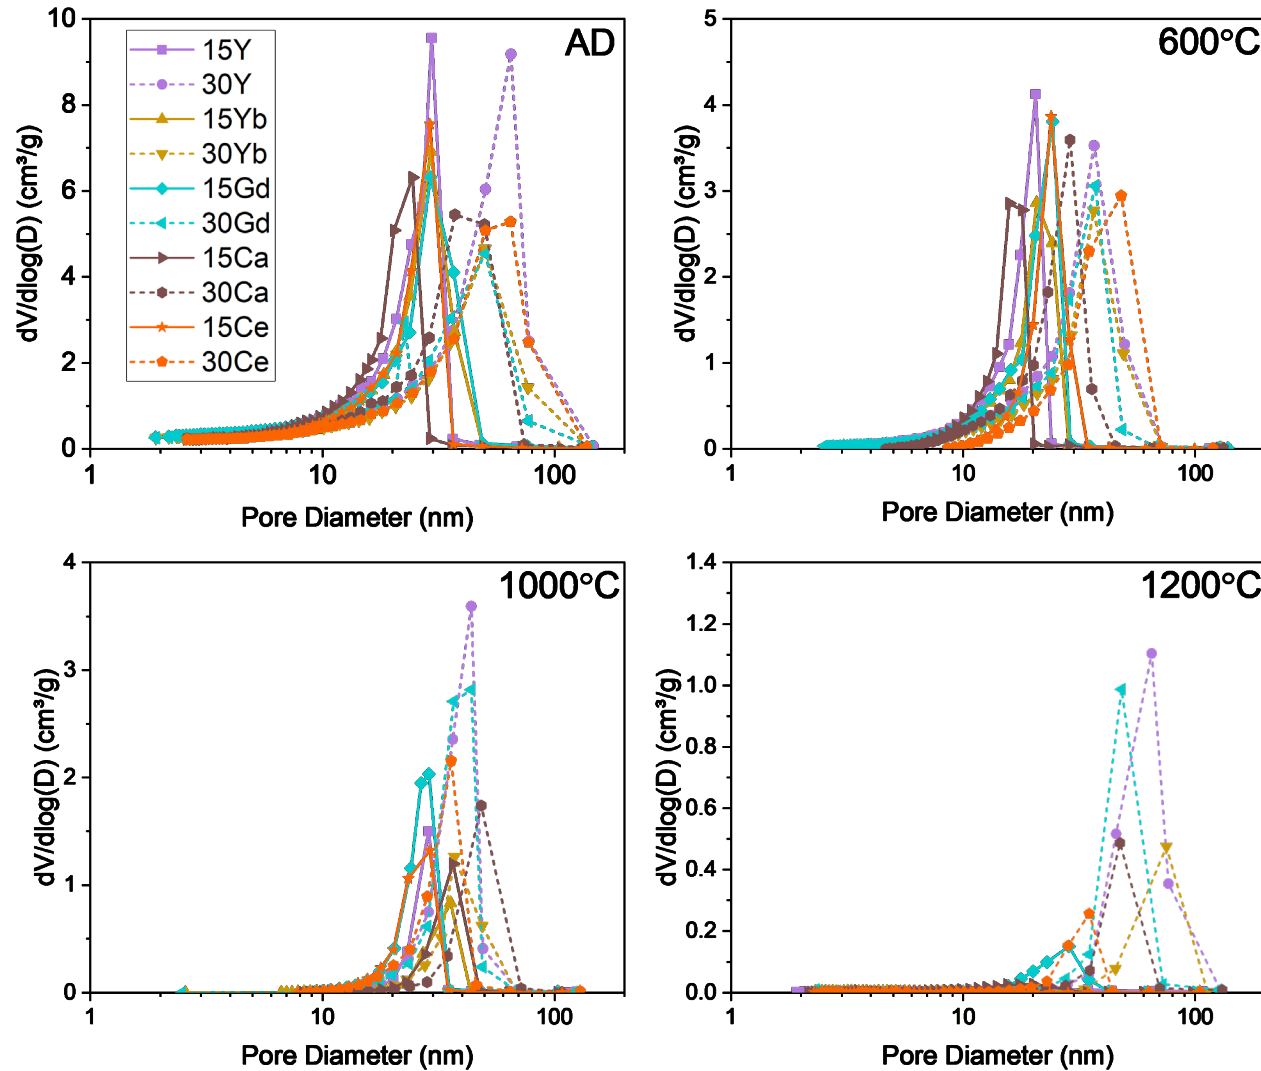 AD
10
8
6
4
2
0
dV/dlog(D) (cm³/g)
15Y
30Y
15Yb
30Yb
15Gd
30Gd
15Ca
30Ca
15Ce
30Ce
1 10 100
Pore Diameter (nm)
600°C
5
4
3
2
1
0
dV/dlog(D) (cm³/g)
1 10 100
Pore Diameter (nm)
1000°C
4
3
2
1
0
dV/dlog(D) (cm³/g)
1 10 100
Pore Diameter (nm)
1200°C
1.4
1.2
1.0
0.8
0.6
0.4
0.2
0.0
dV/dlog(D) (cm³/g)
1 10 100
Pore Diameter (nm)